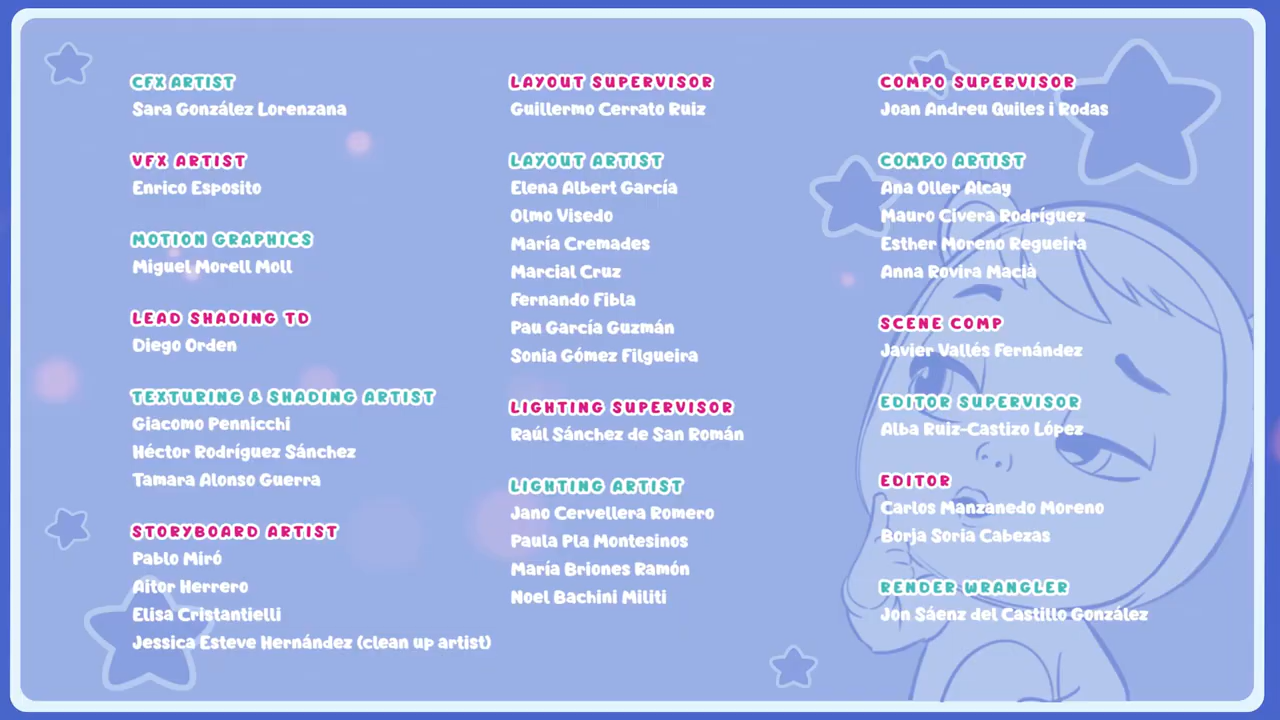 CFX ARTIST
Sara González Lorenzana
VFX ARTIST
Enrico Esposito
MOTION GRAPHICS
Miguel Morell Moll
LEAD SHADING TD
Diego Orden
TEXTURING & SHADING ARTIST
Giacomo Pennicchi
Héctor Rodríguez Sánchez
Tamara Alonso Guerra
STORYBOARD ARTIST
Pablo Miró
Aitor Herrero
Elisa Cristantielli
Jessica Esteve Hernández (clean up artist)
LAYOUT SUPERVISOR
Guillermo Cerrato Ruiz
LAYOUT ARTIST
Elena Albert García
Olmo Visedo
María Cremades
Marcial Cruz
Fernando Fibla
Pau García Guzmán
Sonia Gómez Filgueira
LIGHTING SUPERVISOR
Raúl Sánchez de San Román
LIGHTING ARTIST
Jano Cervellera Romero
Paula Pla Montesinos
María Briones Ramón
Noel Bachini Militi
COMPO SUPERVISOR
Joan Andreu Quiles i Rodas
COMPO ARTIST
Ana Oller Alcay
Mauro Civera Rodríguez
Esther Moreno Regueira
Anna Rovira Macià
SCENE COMP
Javier Vallés Fernández
EDITOR SUPERVISOR
Alba Ruiz-Castizo López
EDITOR
Carlos Manzanedo Moreno
Borja Soria Cabezas
RENDER WRANGLER
Jon Sáenz del Castillo González